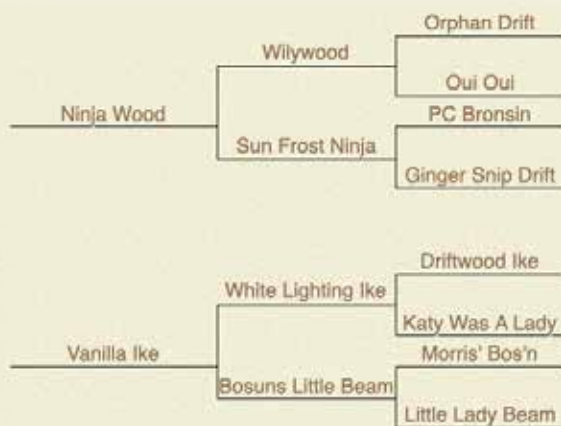 Orphan Drift
Wilywood
Oui Oui
Ninja Wood
PC Bronsin
Sun Frost Ninja
Ginger Snip Drift
Driftwood Ike
White Lighting Ike
Katy Was A Lady
Vanilla Ike
Morris' Bos'n
Bosuns Little Beam
Little Lady Beam